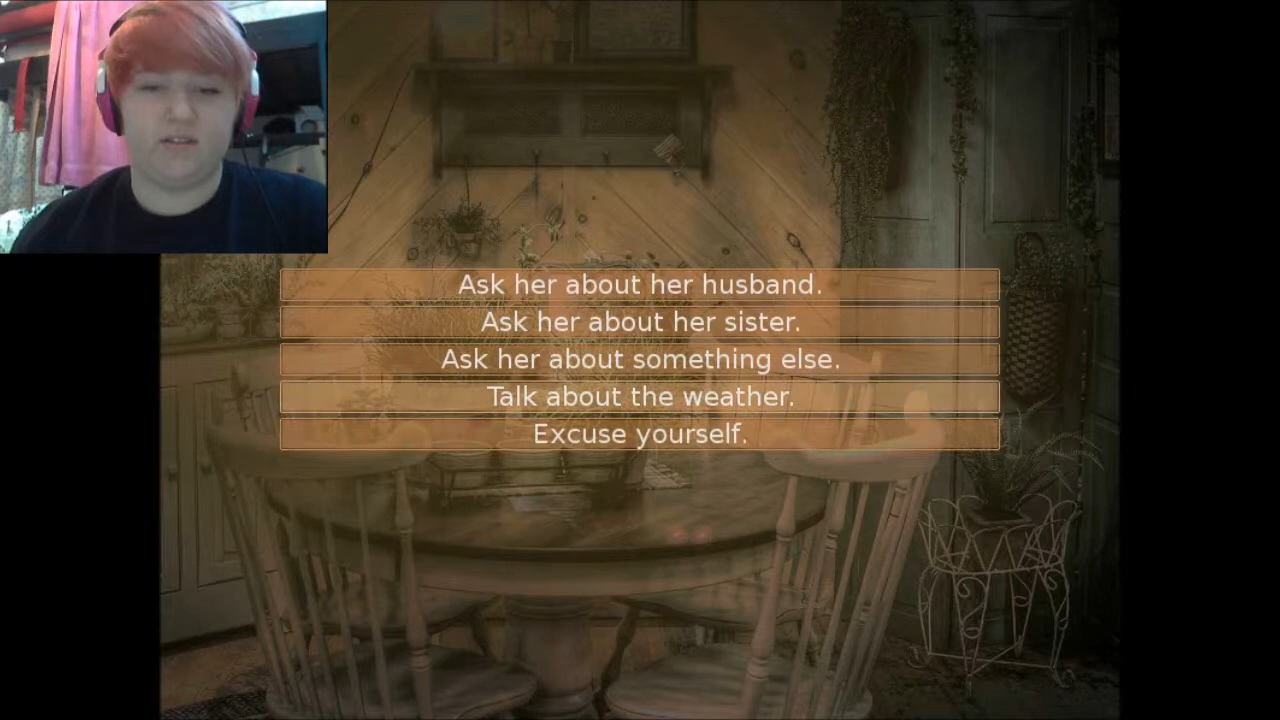 Ask her about her husband.
Ask her about her sister.
Ask her about something else.
Talk about the weather.
Excuse yourself.